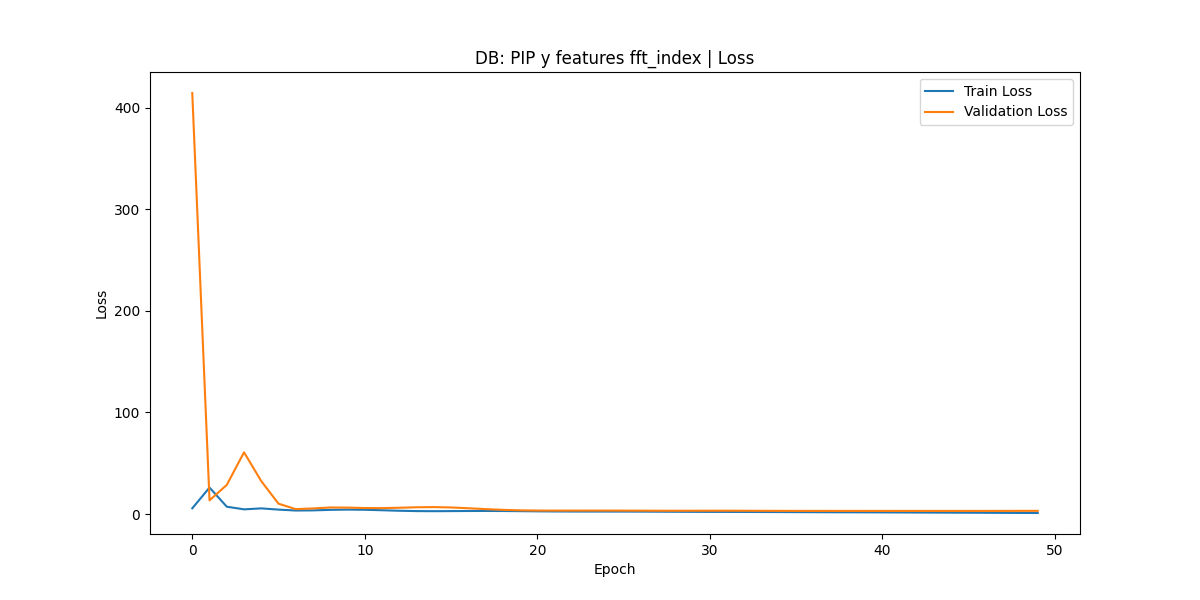 DB: PIP y features fft_index | Loss
Train Loss
Validation Loss
Loss
400
300
200
100
0
0 10 20 30 40 50
Epoch